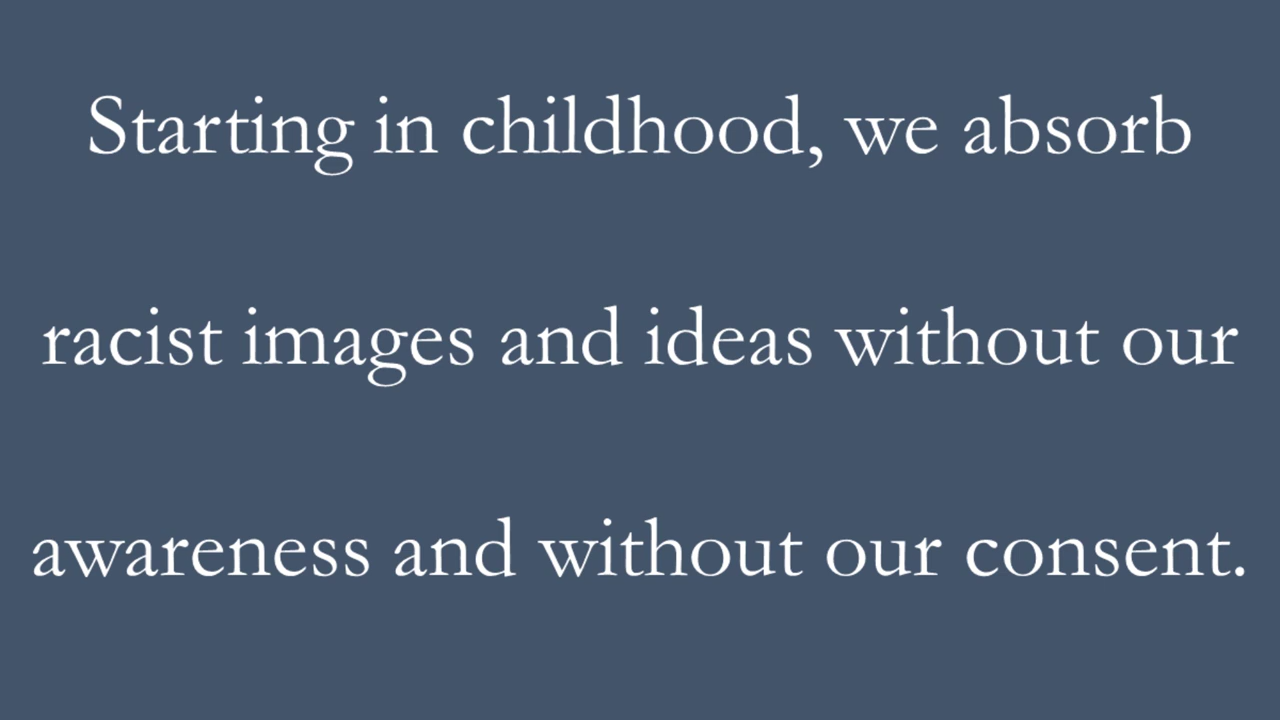 Starting in childhood, we absorb
racist images and ideas without our
awareness and without our consent.